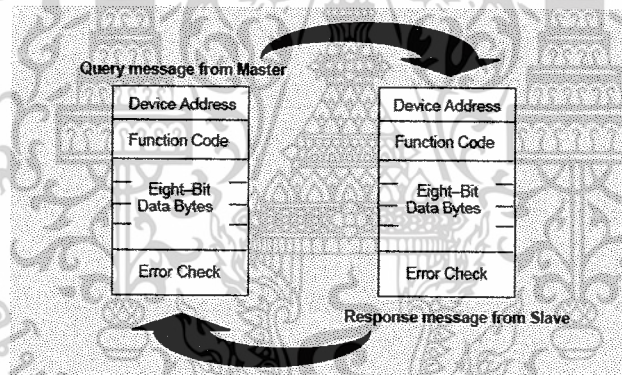 Query message from Master
Device Address
Function Code
Eight–Bit
Data Bytes
Error Check
Device Address
Function Code
Eight–Bit
Data Bytes
Error Check
Response message from Slave